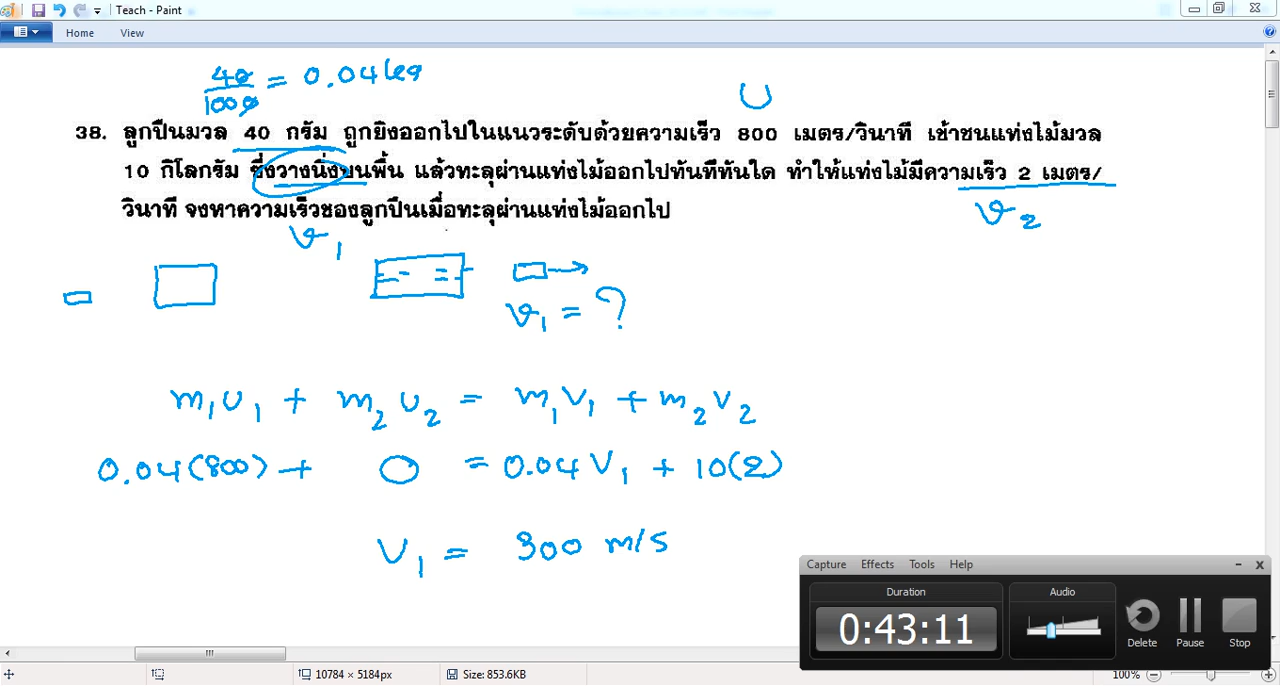 Teach - Paint
Home View
40/1000 = 0.04 kg
U
38. ลูกปืนมวล 40 กรัม ถูกยิงออกไปในแนวระดับด้วยความเร็ว 800 เมตร/วินาที เข้าชนแท่งไม้มวล
10 กิโลกรัม ซึ่งวางนิ่งบนพื้น แล้วทะลุผ่านแท่งไม้ออกไปทันทีทันใด ทำให้แท่งไม้มีความเร็ว 2 เมตร/
วินาที จงหาความเร็วของลูกปืนเมื่อทะลุผ่านแท่งไม้ออกไป
v₂
v₁
v₁ = ?
m₁u₁ + m₂u₂ = m₁v₁ + m₂v₂
0.04(800) + 0 = 0.04 v₁ + 10(2)
v₁ = 300 m/s
Capture Effects Tools Help
Duration Audio
0:43:11
Delete Pause Stop
10784 × 5184px Size: 853.6KB 100%